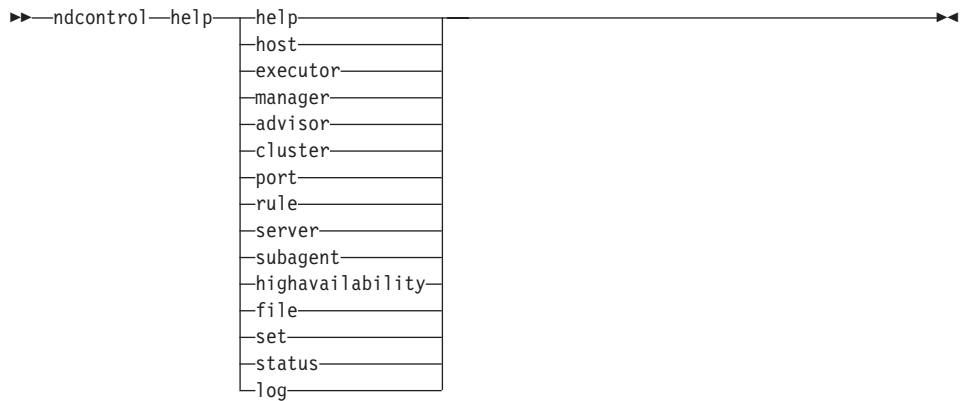 ndcontrol help help
host
executor
manager
advisor
cluster
port
rule
server
subagent
highavailability
file
set
status
log